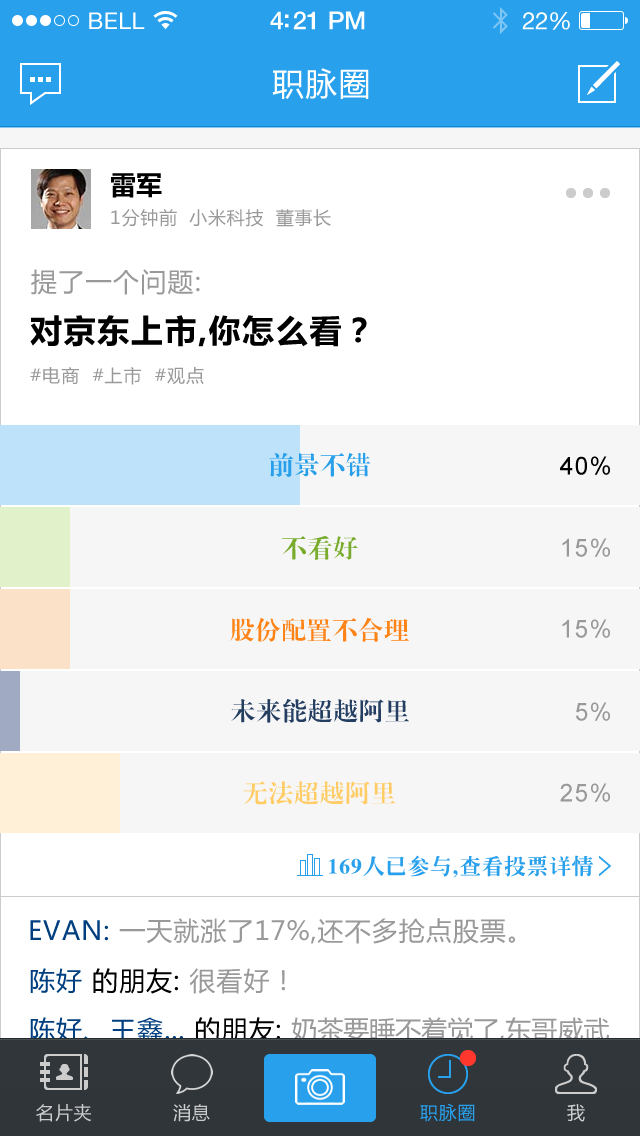 BELL 4:21 PM 22%
职脉圈
雷军
1分钟前 小米科技 董事长
提了一个问题:
对京东上市,你怎么看？
#电商 #上市 #观点
前景不错 40%
不看好 15%
股份配置不合理 15%
未来能超越阿里 5%
无法超越阿里 25%
169人已参与,查看投票详情
EVAN: 一天就涨了17%,还不多抢点股票。
陈好 的朋友: 很看好！
陈好、王鑫... 的朋友: 奶茶要睡不着觉了,东哥威武
名片夹 消息 职脉圈 我